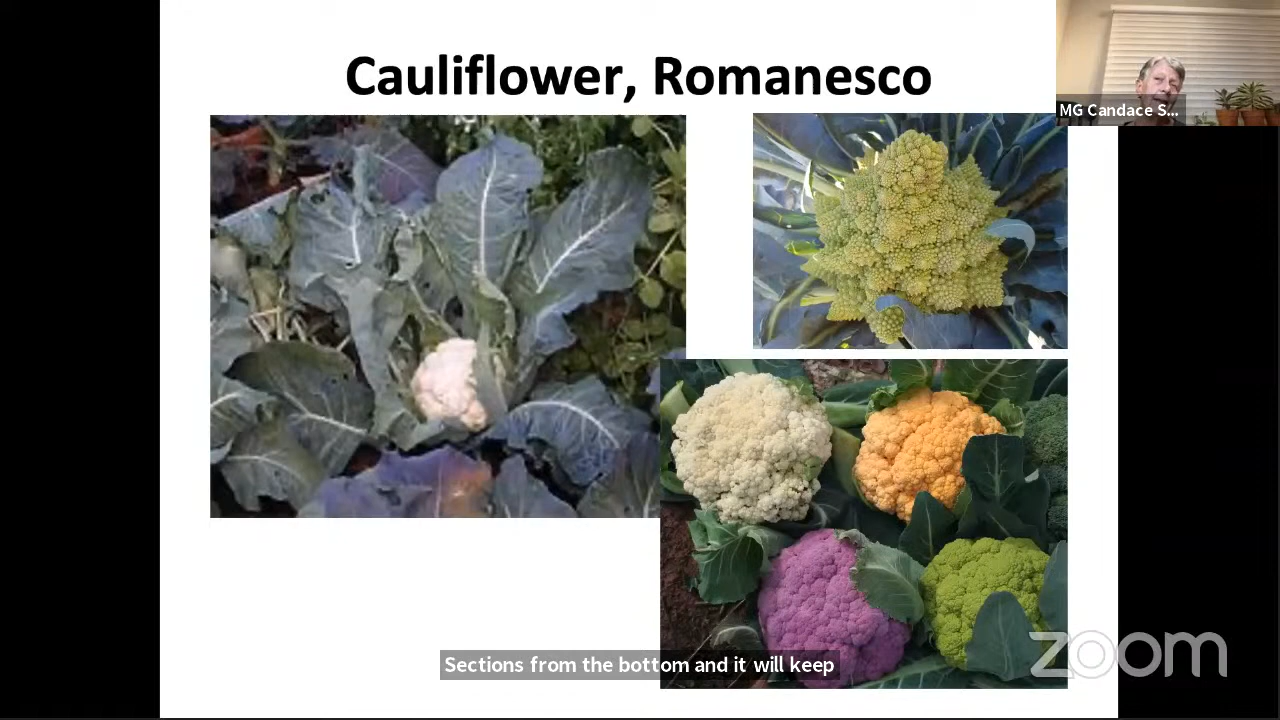 Cauliflower, Romanesco
MG Candace S...
Sections from the bottom and it will keep
zoom